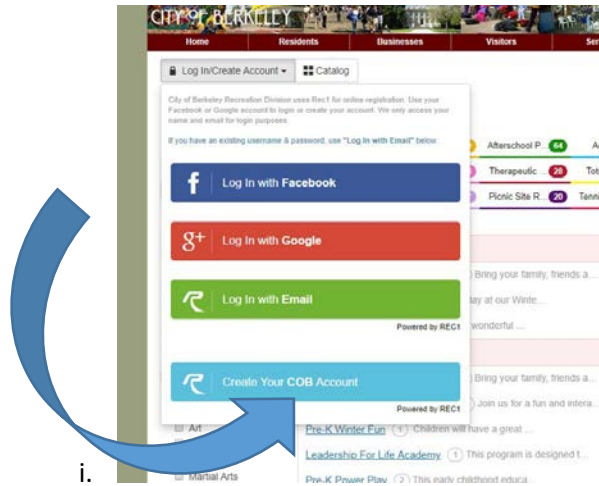 CITY OF BERKELEY
Home Residents Businesses Visitors Ser
Log In/Create Account Catalog
City of Berkeley Recreation Division uses Rec1 for online registration. Use your
Facebook or Google account to login or create your account. We only access your
name and email for login purposes.
If you have an existing username & password, use "Log In with Email" below
Afterschool P... 64 A
Therapeutic ... 28 Tot
Picnic Site R... 20 Tenni
f Log In with Facebook
g+ Log In with Google
Log In with Email
Powered by REC1
Create Your COB Account
Powered by REC1
Bring your family, friends a...
ay at our Winte...
wonderful ...
Bring your family, friends a...
Join us for a fun and intera...
Art
Pre-K Winter Fun 1 Children will have a great ...
Leadership For Life Academy 1 This program is designed t...
Martial Arts
Pre-K Power Play 2 This early childhood educa...
i.